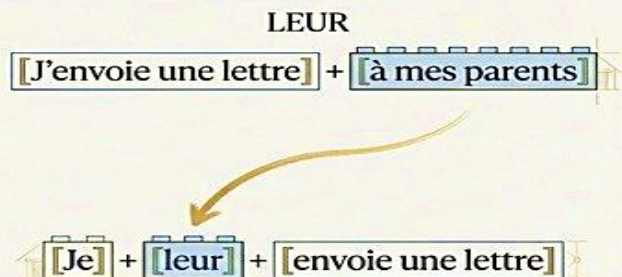 LEUR
[J'envoie une lettre] + [à mes parents]
[Je] + [leur] + [envoie une lettre]